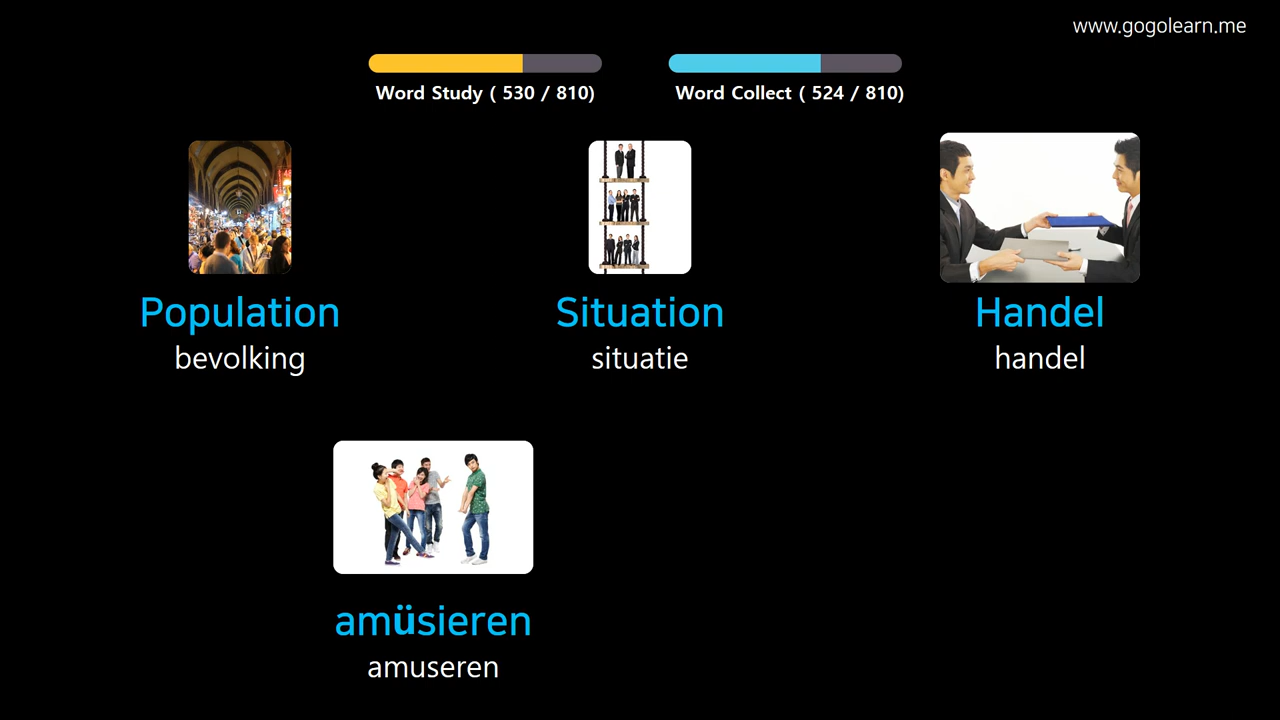 www.gogolearn.me
Word Study ( 530 / 810)
Word Collect ( 524 / 810)
Population
bevolking
Situation
situatie
Handel
handel
amüsieren
amuseren